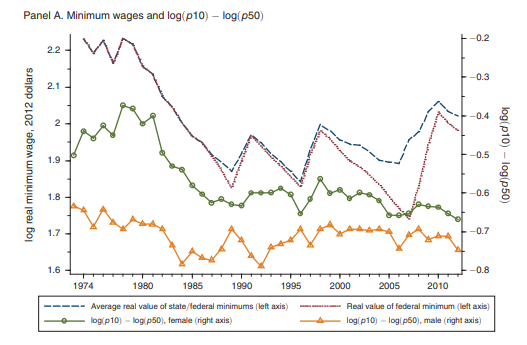 Panel A. Minimum wages and log(p10) − log(p50)
log real minimum wage, 2012 dollars
2.2
2.1
2
1.9
1.8
1.7
1.6
−0.2
−0.3
−0.4
−0.5
−0.6
−0.7
−0.8
log(p10) − log(p50)
1974 1980 1985 1990 1995 2000 2005 2010
Average real value of state/federal minimums (left axis) Real value of federal minimum (left axis)
log(p10) − log(p50), female (right axis) log(p10) − log(p50), male (right axis)